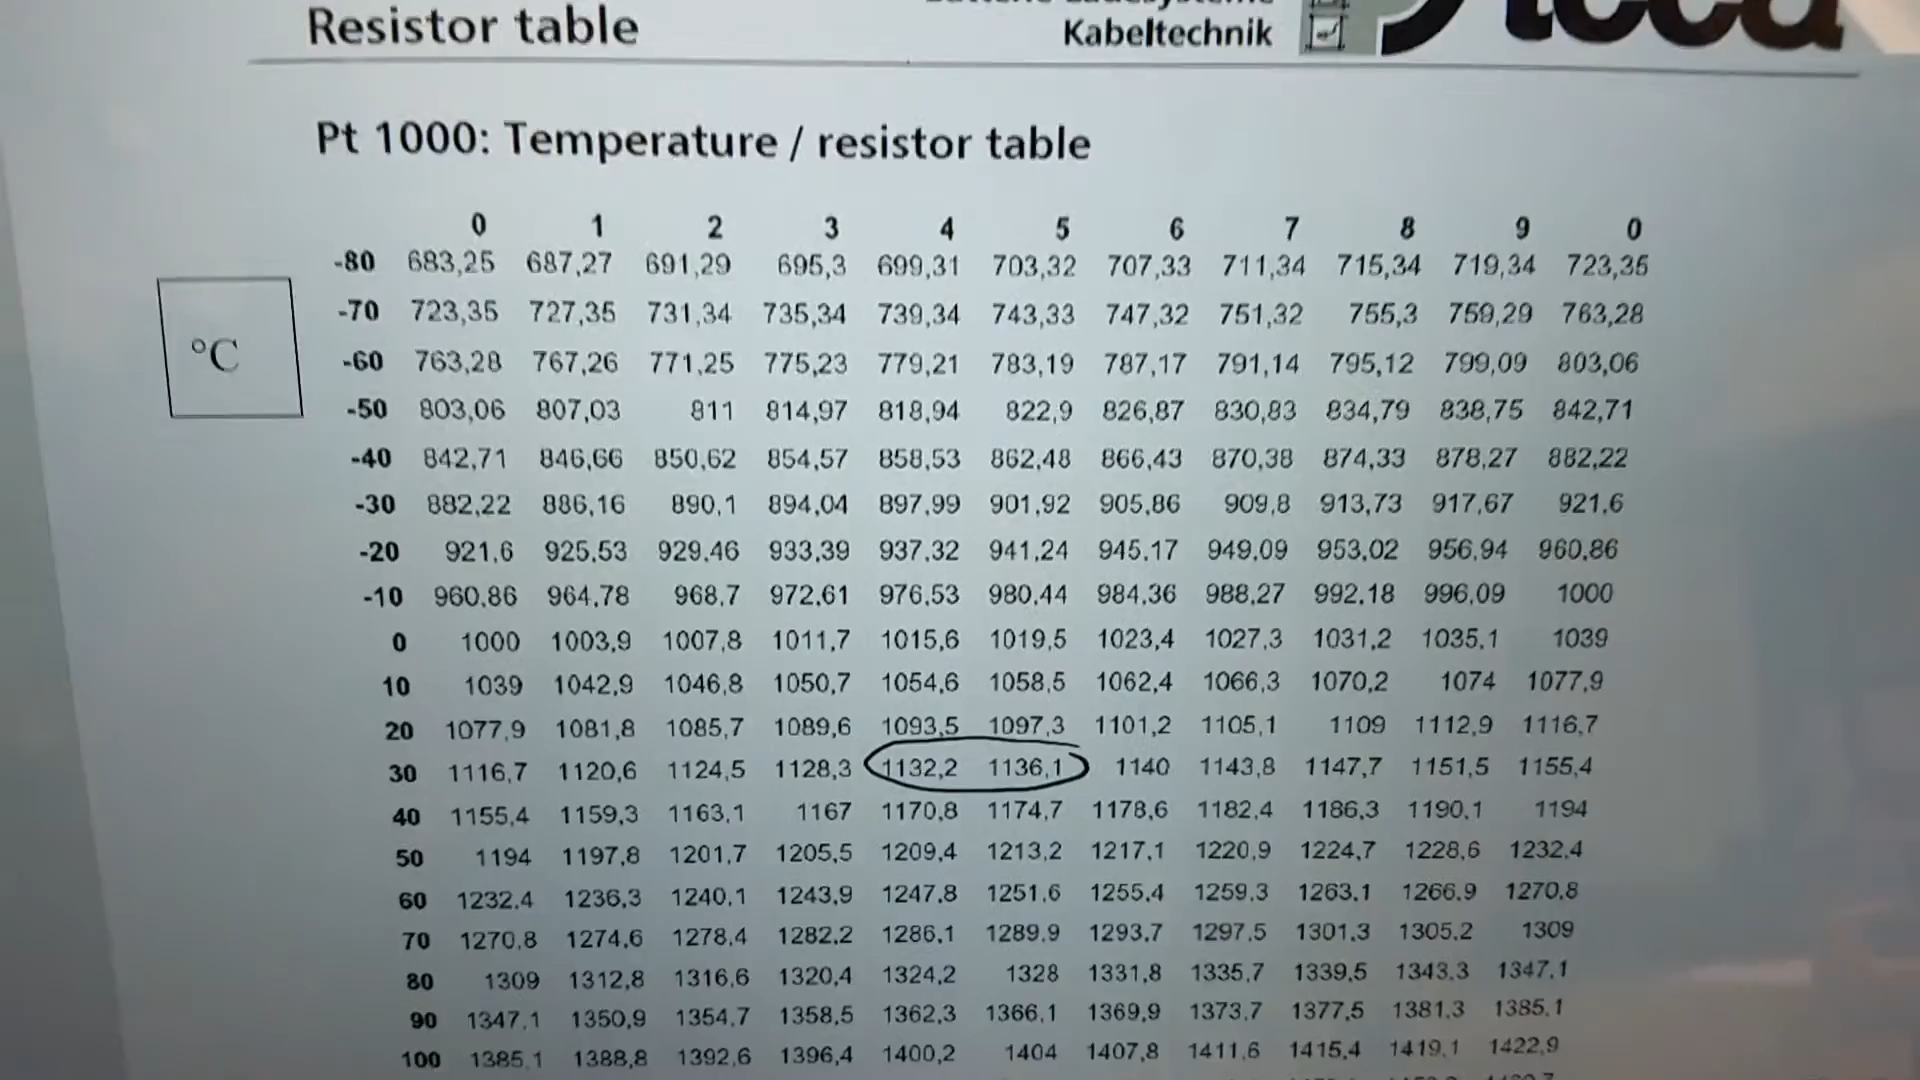 Resistor table
Kabeltechnik
Pt 1000: Temperature / resistor table
0 1 2 3 4 5 6 7 8 9 0
-80 683,25 687,27 691,29 695,3 699,31 703,32 707,33 711,34 715,34 719,34 723,35
°C
-70 723,35 727,35 731,34 735,34 739,34 743,33 747,32 751,32 755,3 759,29 763,28
-60 763,28 767,26 771,25 775,23 779,21 783,19 787,17 791,14 795,12 799,09 803,06
-50 803,06 807,03 811 814,97 818,94 822,9 826,87 830,83 834,79 838,75 842,71
-40 842,71 846,66 850,62 854,57 858,53 862,48 866,43 870,38 874,33 878,27 882,22
-30 882,22 886,16 890,1 894,04 897,99 901,92 905,86 909,8 913,73 917,67 921,6
-20 921,6 925,53 929,46 933,39 937,32 941,24 945,17 949,09 953,02 956,94 960,86
-10 960,86 964,78 968,7 972,61 976,53 980,44 984,36 988,27 992,18 996,09 1000
0 1000 1003,9 1007,8 1011,7 1015,6 1019,5 1023,4 1027,3 1031,2 1035,1 1039
10 1039 1042,9 1046,8 1050,7 1054,6 1058,5 1062,4 1066,3 1070,2 1074 1077,9
20 1077,9 1081,8 1085,7 1089,6 1093,5 1097,3 1101,2 1105,1 1109 1112,9 1116,7
30 1116,7 1120,6 1124,5 1128,3 1132,2 1136,1 1140 1143,8 1147,7 1151,5 1155,4
40 1155,4 1159,3 1163,1 1167 1170,8 1174,7 1178,6 1182,4 1186,3 1190,1 1194
50 1194 1197,8 1201,7 1205,5 1209,4 1213,2 1217,1 1220,9 1224,7 1228,6 1232,4
60 1232,4 1236,3 1240,1 1243,9 1247,8 1251,6 1255,4 1259,3 1263,1 1266,9 1270,8
70 1270,8 1274,6 1278,4 1282,2 1286,1 1289,9 1293,7 1297,5 1301,3 1305,2 1309
80 1309 1312,8 1316,6 1320,4 1324,2 1328 1331,8 1335,7 1339,5 1343,3 1347,1
90 1347,1 1350,9 1354,7 1358,5 1362,3 1366,1 1369,9 1373,7 1377,5 1381,3 1385,1
100 1385,1 1388,8 1392,6 1396,4 1400,2 1404 1407,8 1411,6 1415,4 1419,1 1422,9